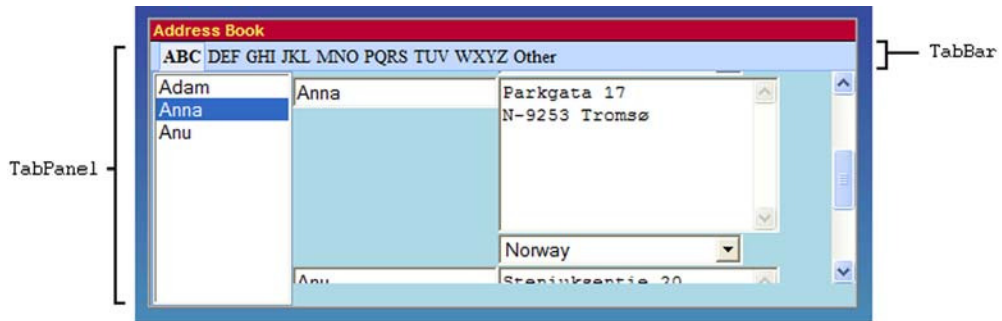 Address Book
ABC DEF GHI JKL MNO PQRS TUV WXYZ Other
TabBar
Adam
Anna
Anu
Anna
Parkgata 17
N-9253 Tromsø
TabPanel
Norway
Anu